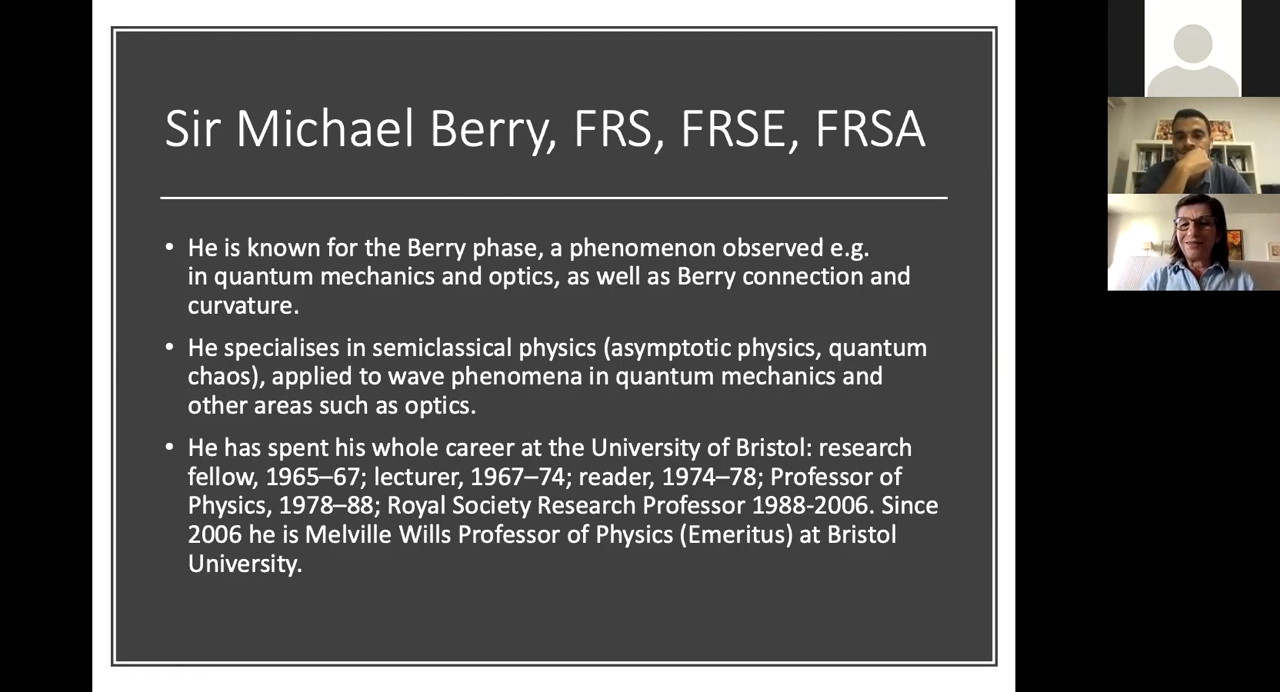 Sir Michael Berry, FRS, FRSE, FRSA
• He is known for the Berry phase, a phenomenon observed e.g.
in quantum mechanics and optics, as well as Berry connection and
curvature.
• He specialises in semiclassical physics (asymptotic physics, quantum
chaos), applied to wave phenomena in quantum mechanics and
other areas such as optics.
• He has spent his whole career at the University of Bristol: research
fellow, 1965–67; lecturer, 1967–74; reader, 1974–78; Professor of
Physics, 1978–88; Royal Society Research Professor 1988-2006. Since
2006 he is Melville Wills Professor of Physics (Emeritus) at Bristol
University.